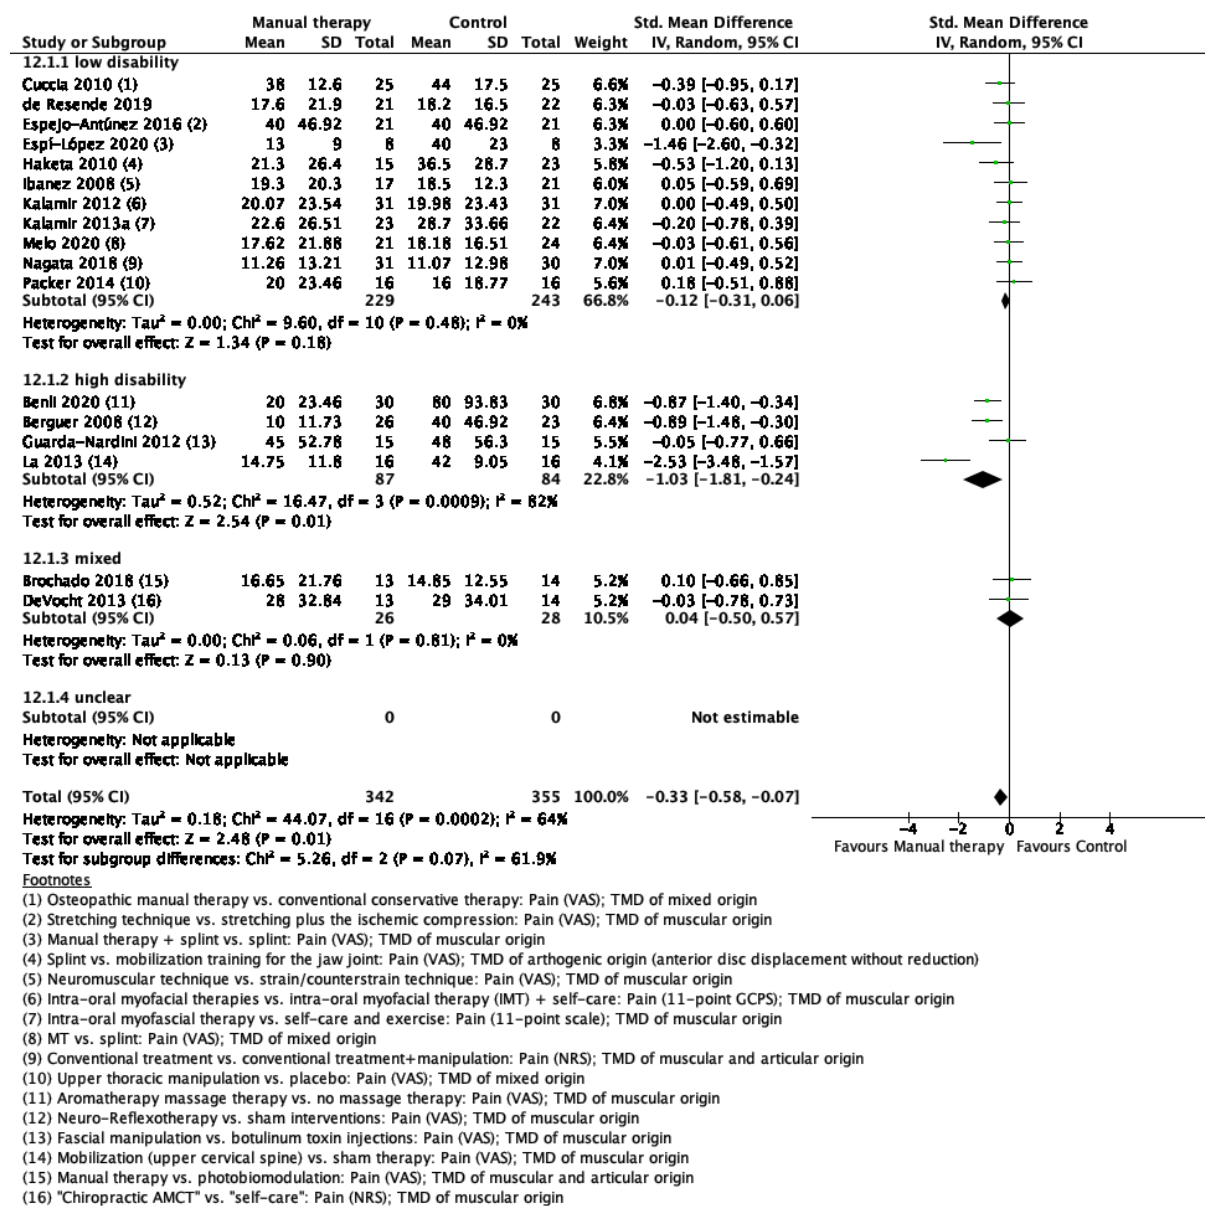 Manual therapy Control Std. Mean Difference Std. Mean Difference
Study or Subgroup Mean SD Total Mean SD Total Weight IV, Random, 95% CI IV, Random, 95% CI
12.1.1 low disability
Cuccia 2010 (1) 38 12.6 25 44 17.5 25 6.6% −0.39 [−0.95, 0.17]
de Resende 2019 17.6 21.9 21 18.2 16.5 22 6.3% −0.03 [−0.63, 0.57]
Espejo−Antúnez 2016 (2) 40 46.92 21 40 46.92 21 6.3% 0.00 [−0.60, 0.60]
Espí−López 2020 (3) 13 9 8 40 23 8 3.3% −1.46 [−2.60, −0.32]
Haketa 2010 (4) 21.3 26.4 15 36.5 28.7 23 5.8% −0.53 [−1.20, 0.13]
Ibanez 2008 (5) 19.3 20.3 17 18.5 12.3 21 6.0% 0.05 [−0.59, 0.69]
Kalamir 2012 (6) 20.07 23.54 31 19.98 23.43 31 7.0% 0.00 [−0.49, 0.50]
Kalamir 2013a (7) 22.6 26.51 23 28.7 33.66 22 6.4% −0.20 [−0.78, 0.39]
Melo 2020 (8) 17.62 21.88 21 18.18 16.51 24 6.4% −0.03 [−0.61, 0.56]
Nagata 2018 (9) 11.26 13.21 31 11.07 12.98 30 7.0% 0.01 [−0.49, 0.52]
Packer 2014 (10) 20 23.46 16 16 18.77 16 5.6% 0.18 [−0.51, 0.88]
Subtotal (95% CI) 229 243 66.8% −0.12 [−0.31, 0.06]
Heterogeneity: Tau² = 0.00; Chi² = 9.60, df = 10 (P = 0.48); I² = 0%
Test for overall effect: Z = 1.34 (P = 0.18)
12.1.2 high disability
Benli 2020 (11) 20 23.46 30 80 93.83 30 6.8% −0.87 [−1.40, −0.34]
Berguer 2008 (12) 10 11.73 26 40 46.92 23 6.4% −0.89 [−1.48, −0.30]
Guarda−Nardini 2012 (13) 45 52.78 15 48 56.3 15 5.5% −0.05 [−0.77, 0.66]
La 2013 (14) 14.75 11.8 16 42 9.05 16 4.1% −2.53 [−3.48, −1.57]
Subtotal (95% CI) 87 84 22.8% −1.03 [−1.81, −0.24]
Heterogeneity: Tau² = 0.52; Chi² = 16.47, df = 3 (P = 0.0009); I² = 82%
Test for overall effect: Z = 2.54 (P = 0.01)
12.1.3 mixed
Brochado 2018 (15) 16.65 21.76 13 14.85 12.55 14 5.2% 0.10 [−0.66, 0.85]
DeVocht 2013 (16) 28 32.84 13 29 34.01 14 5.2% −0.03 [−0.78, 0.73]
Subtotal (95% CI) 26 28 10.5% 0.04 [−0.50, 0.57]
Heterogeneity: Tau² = 0.00; Chi² = 0.06, df = 1 (P = 0.81); I² = 0%
Test for overall effect: Z = 0.13 (P = 0.90)
12.1.4 unclear
Subtotal (95% CI) 0 0 Not estimable
Heterogeneity: Not applicable
Test for overall effect: Not applicable
Total (95% CI) 342 355 100.0% −0.33 [−0.58, −0.07]
Heterogeneity: Tau² = 0.18; Chi² = 44.07, df = 16 (P = 0.0002); I² = 64%
Test for overall effect: Z = 2.48 (P = 0.01)
Test for subgroup differences: Chi² = 5.26, df = 2 (P = 0.07), I² = 61.9%
−4 −2 0 2 4
Favours Manual therapy Favours Control
Footnotes
(1) Osteopathic manual therapy vs. conventional conservative therapy: Pain (VAS); TMD of mixed origin
(2) Stretching technique vs. stretching plus the ischemic compression: Pain (VAS); TMD of muscular origin
(3) Manual therapy + splint vs. splint: Pain (VAS); TMD of muscular origin
(4) Splint vs. mobilization training for the jaw joint: Pain (VAS); TMD of arthogenic origin (anterior disc displacement without reduction)
(5) Neuromuscular technique vs. strain/counterstrain technique: Pain (VAS); TMD of muscular origin
(6) Intra−oral myofacial therapies vs. intra−oral myofacial therapy (IMT) + self−care: Pain (11−point GCPS); TMD of muscular origin
(7) Intra−oral myofascial therapy vs. self−care and exercise: Pain (11−point scale); TMD of muscular origin
(8) MT vs. splint: Pain (VAS); TMD of mixed origin
(9) Conventional treatment vs. conventional treatment+manipulation: Pain (NRS); TMD of muscular and articular origin
(10) Upper thoracic manipulation vs. placebo: Pain (VAS); TMD of mixed origin
(11) Aromatherapy massage therapy vs. no massage therapy: Pain (VAS); TMD of muscular origin
(12) Neuro−Reflexotherapy vs. sham interventions: Pain (VAS); TMD of muscular origin
(13) Fascial manipulation vs. botulinum toxin injections: Pain (VAS); TMD of muscular origin
(14) Mobilization (upper cervical spine) vs. sham therapy: Pain (VAS); TMD of muscular origin
(15) Manual therapy vs. photobiomodulation: Pain (VAS); TMD of muscular and articular origin
(16) "Chiropractic AMCT" vs. "self−care": Pain (NRS); TMD of muscular origin